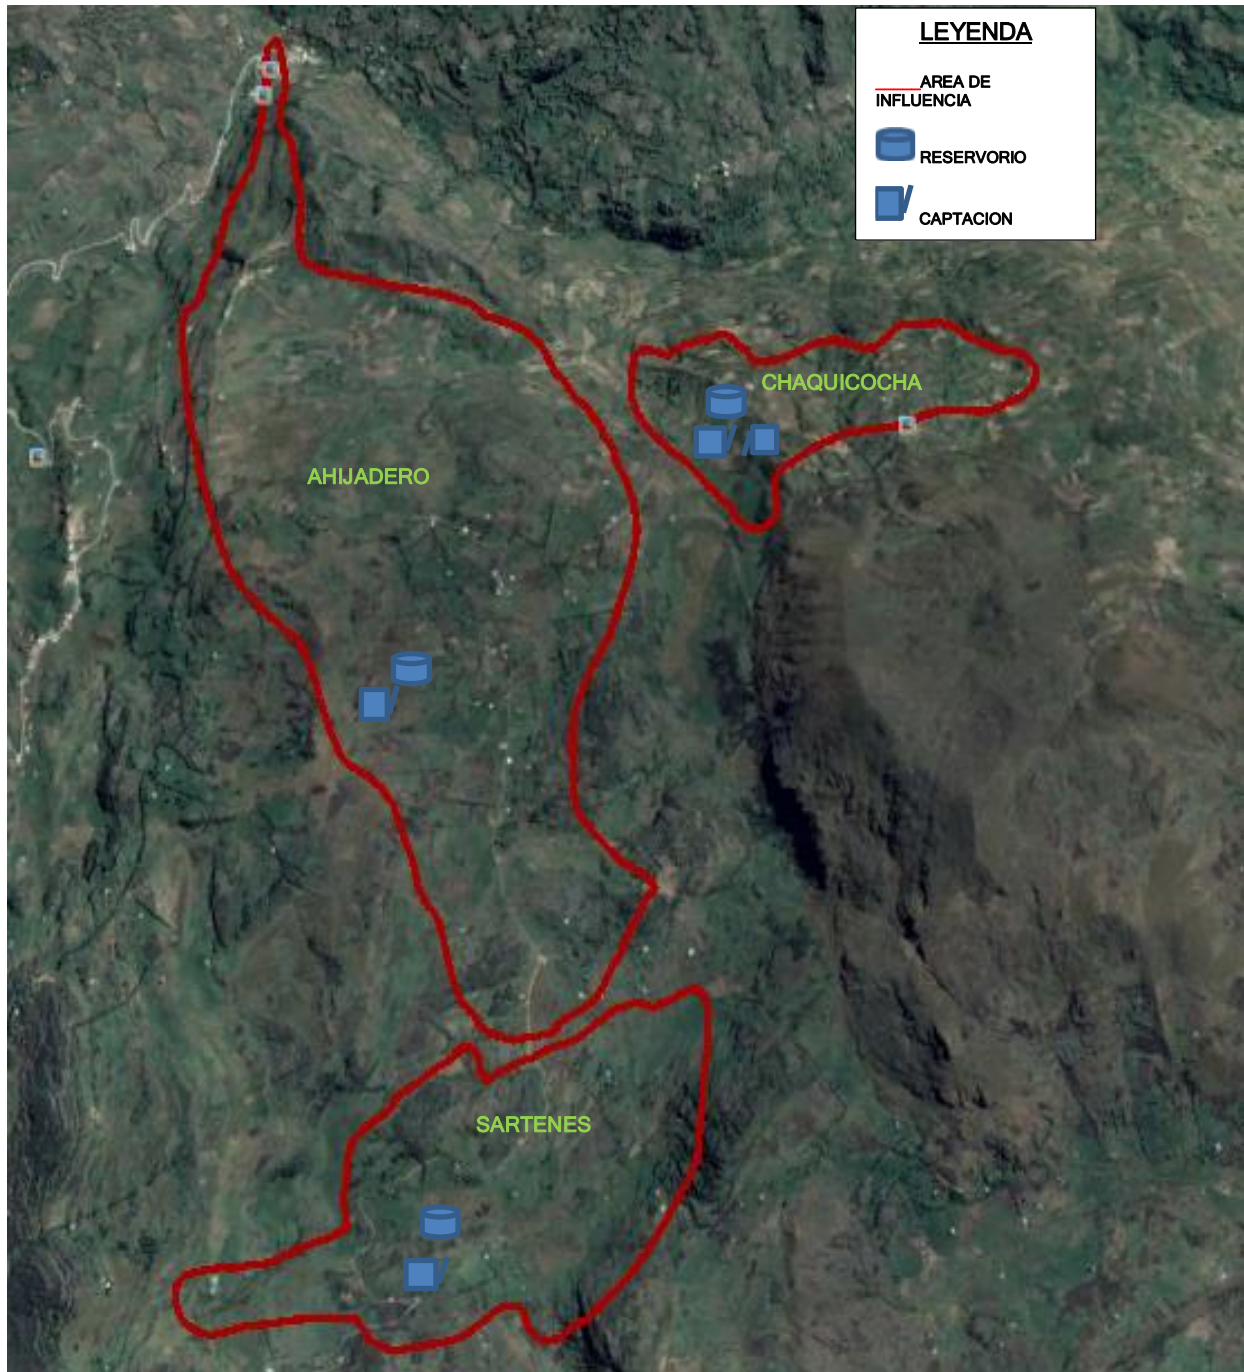 LEYENDA
AREA DE
INFLUENCIA
RESERVORIO
CAPTACION
CHAQUICOCHA
AHIJADERO
SARTENES